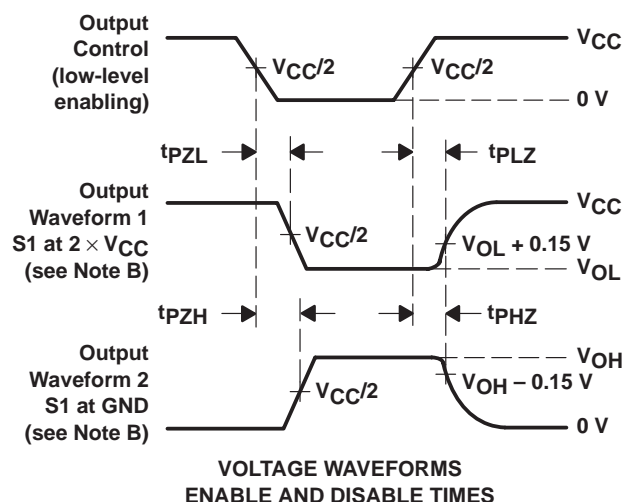 Output
Control
(low-level
enabling)
VCC
VCC/2
VCC/2
0 V
tPZL
tPLZ
Output
Waveform 1
S1 at 2 × VCC
(see Note B)
VCC
VCC/2
VOL + 0.15 V
VOL
tPZH
tPHZ
Output
Waveform 2
S1 at GND
(see Note B)
VOH
VCC/2
VOH – 0.15 V
0 V
VOLTAGE WAVEFORMS
ENABLE AND DISABLE TIMES